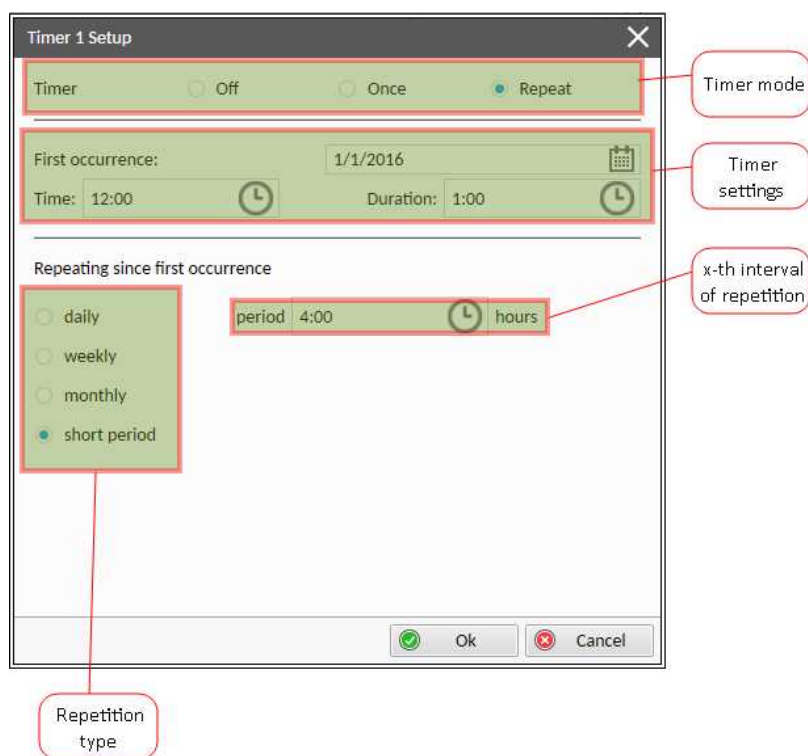 Timer 1 Setup
Timer Off Once Repeat
Timer mode
First occurrence: 1/1/2016
Time: 12:00 Duration: 1:00
Timer
settings
Repeating since first occurrence
x-th interval
of repetition
daily period 4:00 hours
weekly
monthly
short period
Ok Cancel
Repetition
type